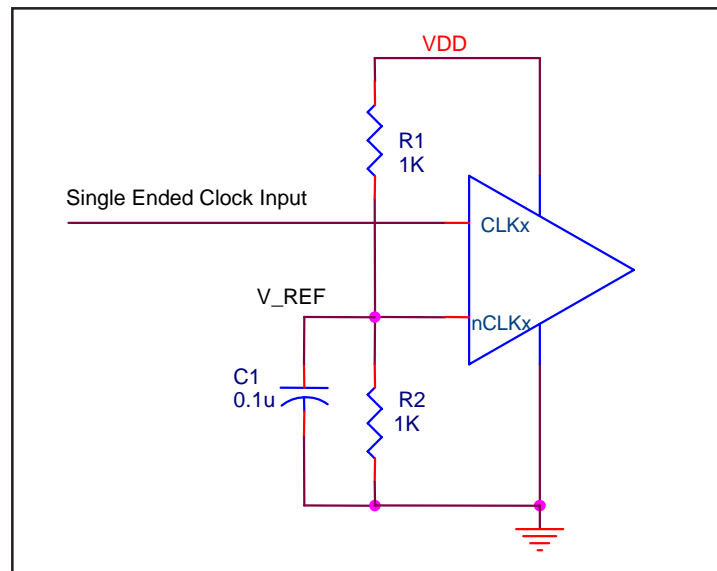 VDD
R1
1K
Single Ended Clock Input
CLKx
V_REF
nCLKx
C1
0.1u
R2
1K